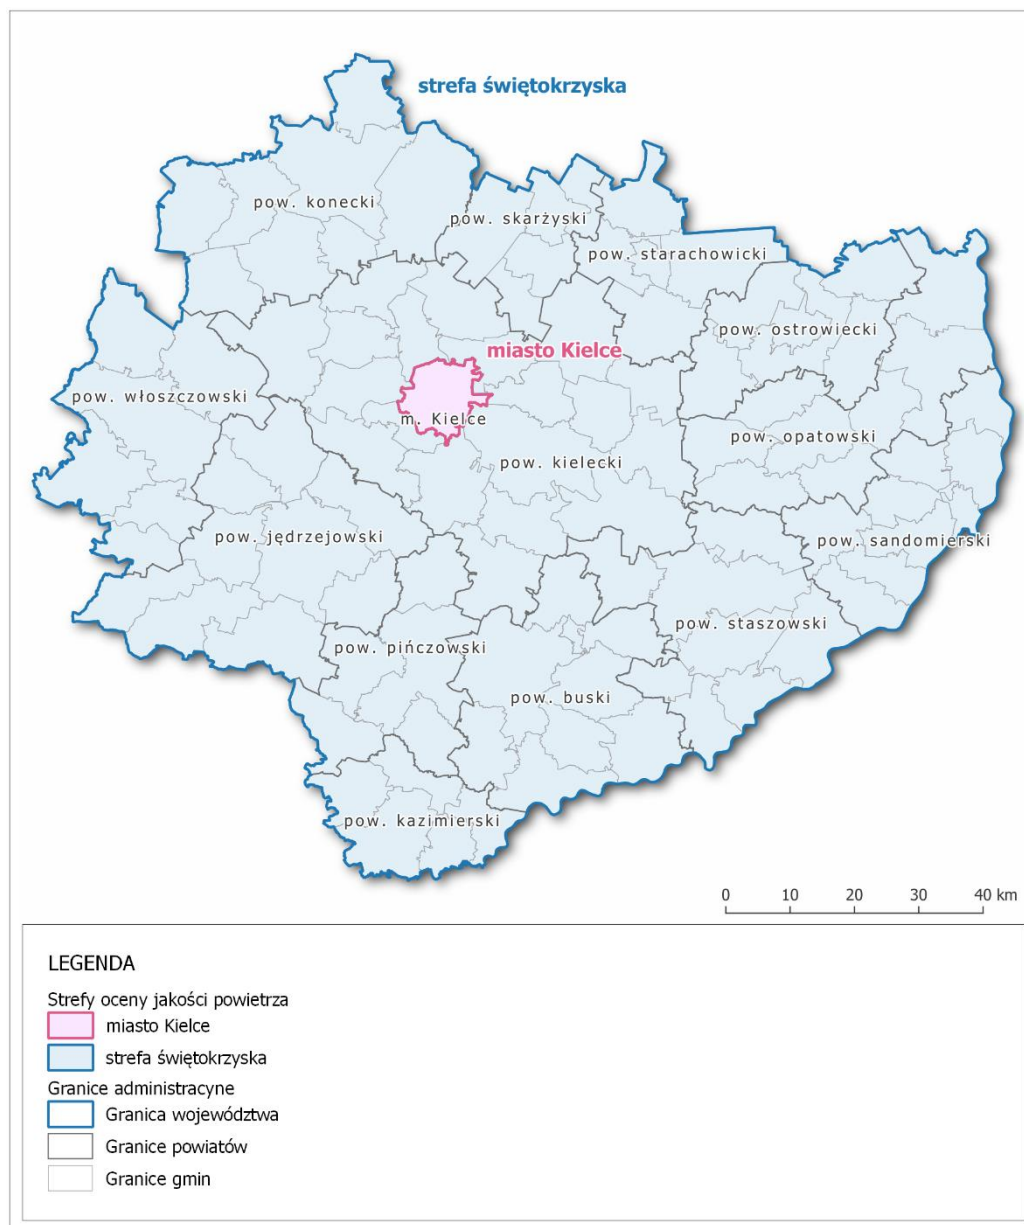 strefa świętokrzyska
pow. konecki
pow. skarżyski
pow. starachowicki
pow. ostrowiecki
miasto Kielce
pow. włoszczowski
m. Kielce
pow. opatowski
pow. kielecki
pow. jędrzejowski
pow. sandomierski
pow. staszowski
pow. pińczowski
pow. buski
pow. kazimierski
0 10 20 30 40 km
LEGENDA
Strefy oceny jakości powietrza
miasto Kielce
strefa świętokrzyska
Granice administracyne
Granica województwa
Granice powiatów
Granice gmin